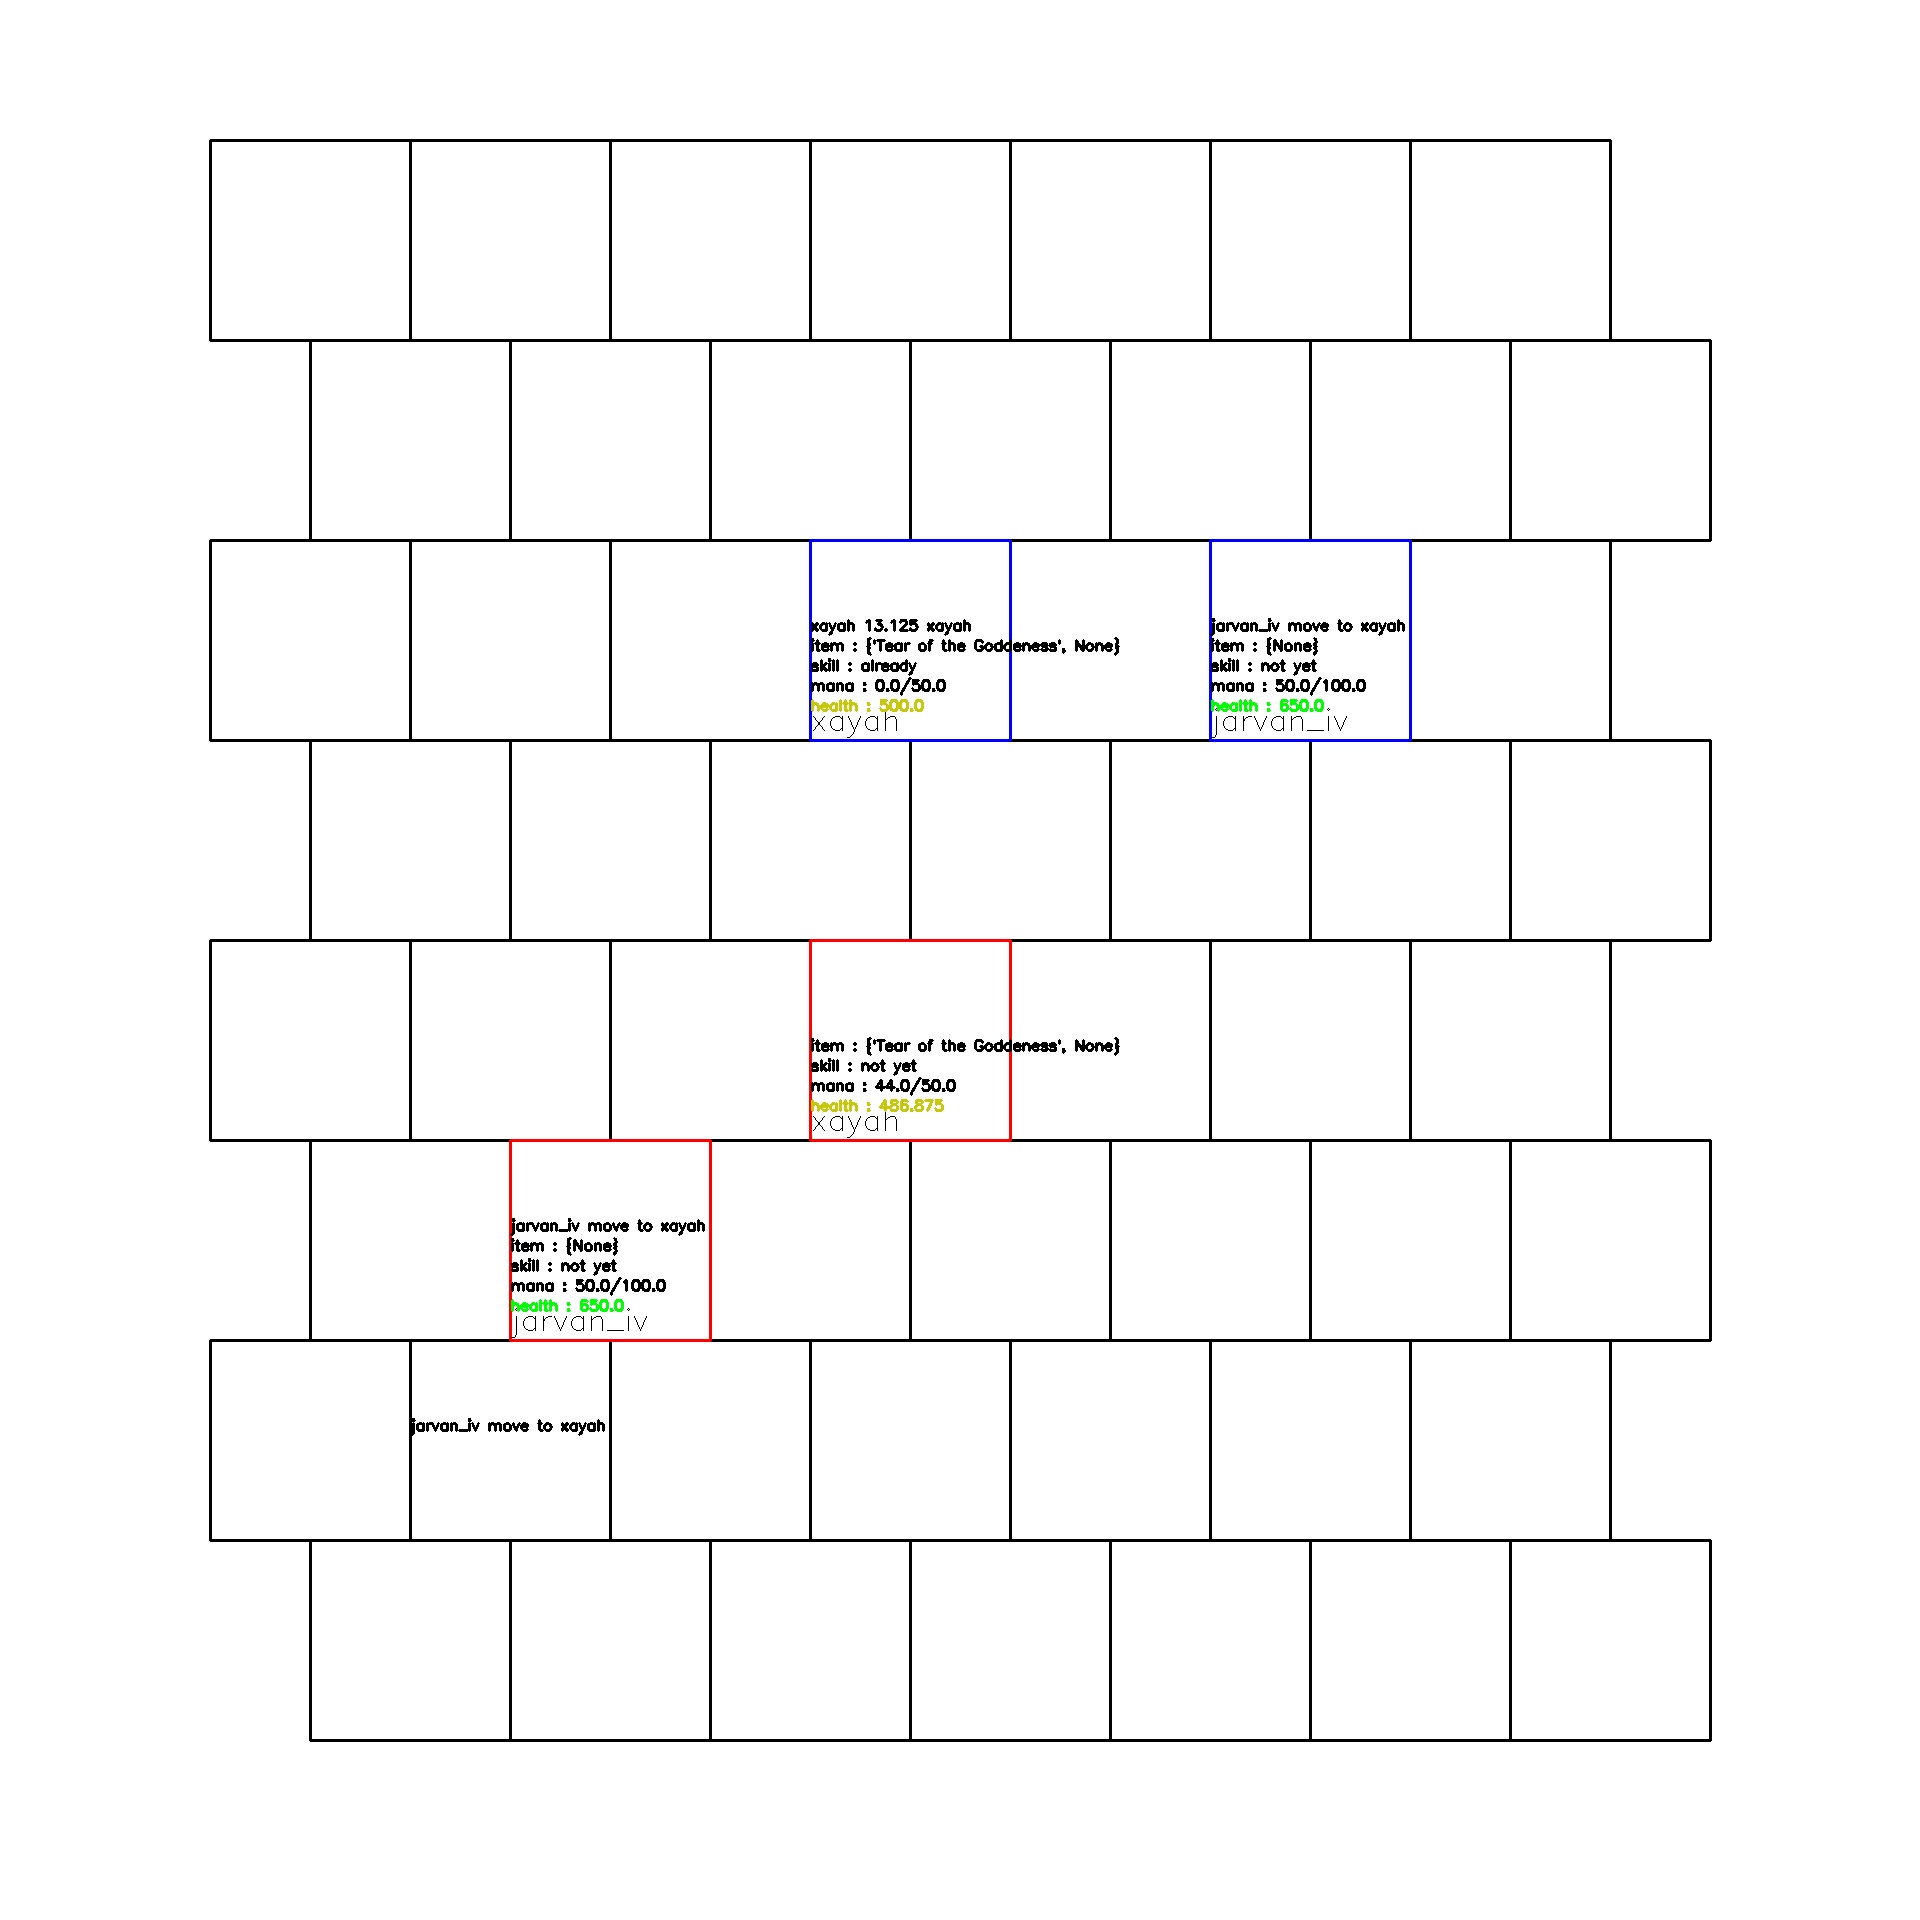 xayah 13.125 xayah
item : {'Tear of the Goddeness', None}
skill : already
mana : 0.0/50.0
health : 500.0
xayah
jarvan_iv move to xayah
item : {None}
skill : not yet
mana : 50.0/100.0
health : 650.0
jarvan_iv
item : {'Tear of the Goddeness', None}
skill : not yet
mana : 44.0/50.0
health : 486.875
xayah
jarvan_iv move to xayah
item : {None}
skill : not yet
mana : 50.0/100.0
health : 650.0
jarvan_iv
jarvan_iv move to xayah